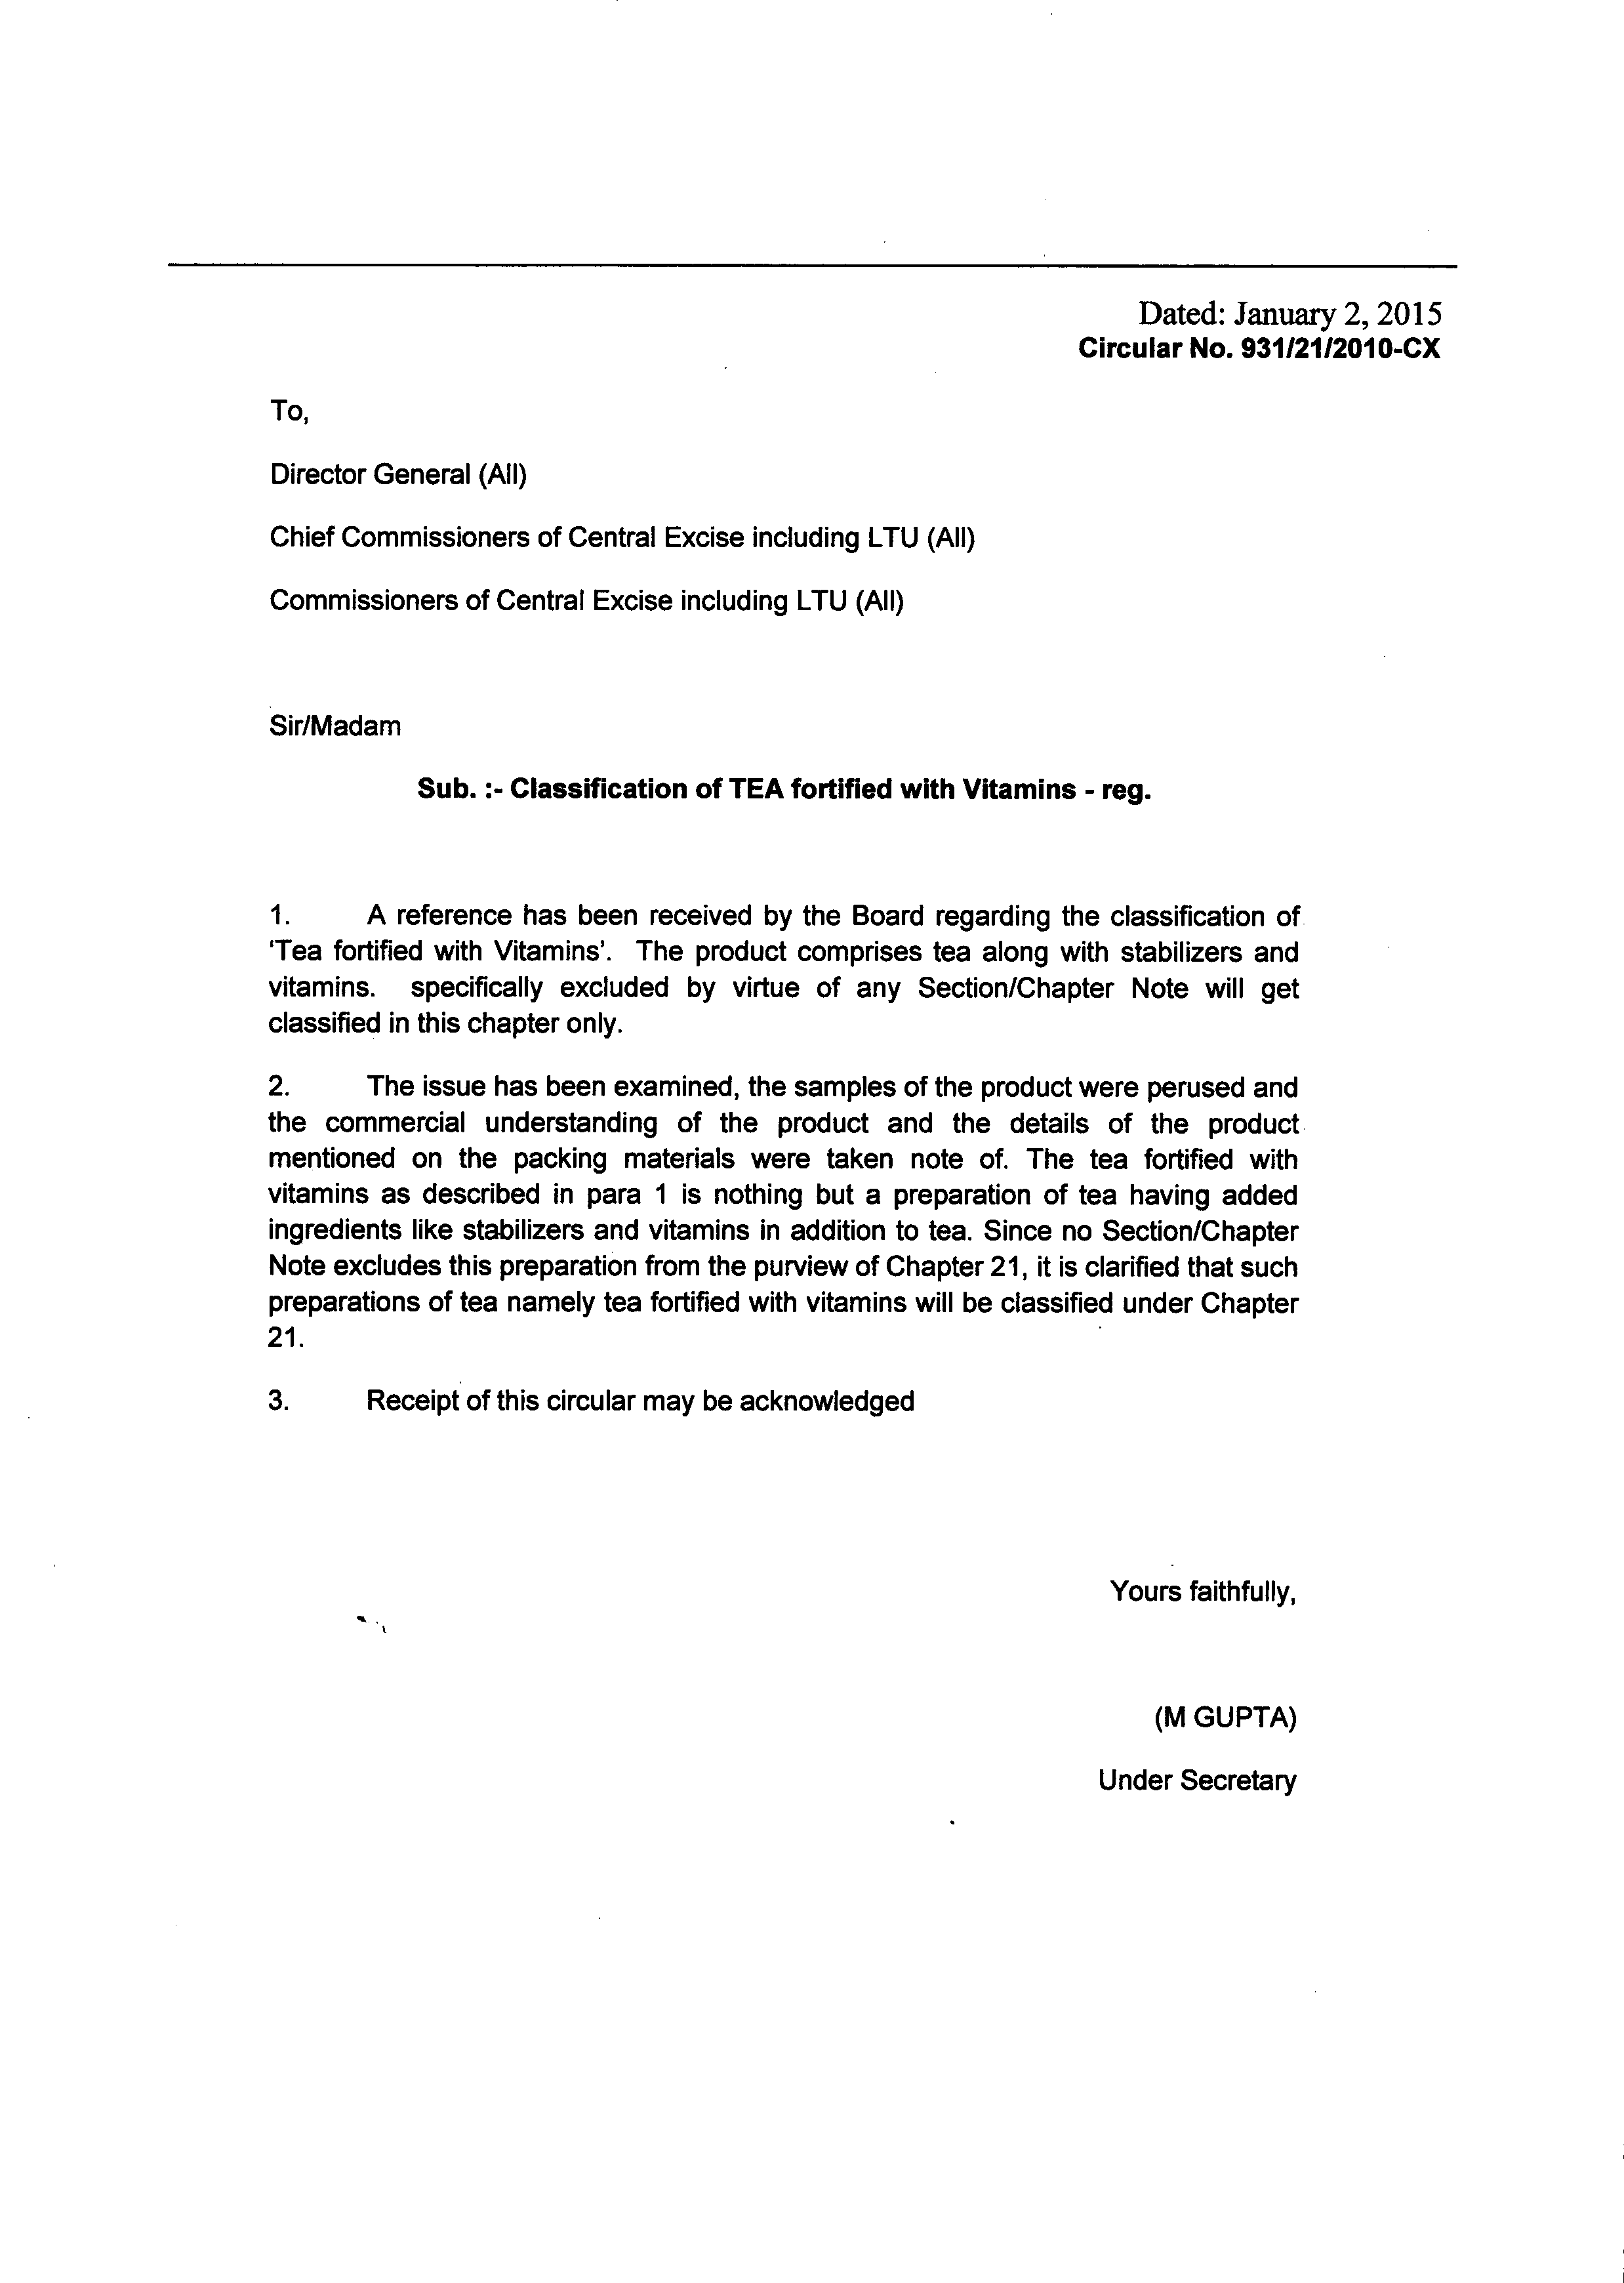 Dated: January 2, 2015
Circular No. 931/21/2010-CX
To,
Director General (All)
Chief Commissioners of Central Excise including LTU (All)
Commissioners of Central Excise including LTU (All)
Sir/Madam
Sub. :- Classification of TEA fortified with Vitamins - reg.
1. A reference has been received by the Board regarding the classification of
‘Tea fortified with Vitamins’. The product comprises tea along with stabilizers and
vitamins. specifically excluded by virtue of any Section/Chapter Note will get
classified in this chapter only.
2. The issue has been examined, the samples of the product were perused and
the commercial understanding of the product and the details of the product
mentioned on the packing materials were taken note of. The tea fortified with
vitamins as described in para 1 is nothing but a preparation of tea having added
ingredients like stabilizers and vitamins in addition to tea. Since no Section/Chapter
Note excludes this preparation from the purview of Chapter 21, it is clarified that such
preparations of tea namely tea fortified with vitamins will be classified under Chapter
21.
3. Receipt of this circular may be acknowledged
Yours faithfully,
(M GUPTA)
Under Secretary